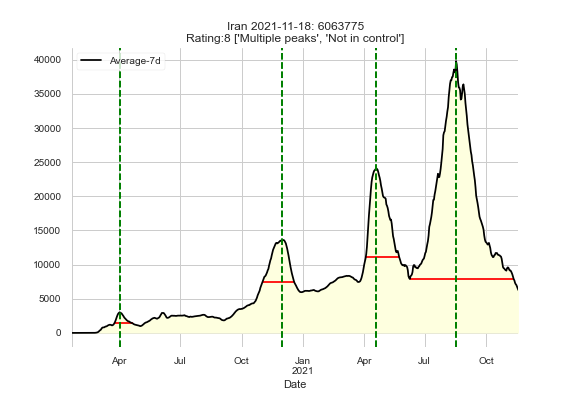 Iran 2021-11-18: 6063775
Rating:8 ['Multiple peaks', 'Not in control']
Average-7d
40000
35000
30000
25000
20000
15000
10000
5000
0
Apr Jul Oct Jan Apr Jul Oct
2021
Date